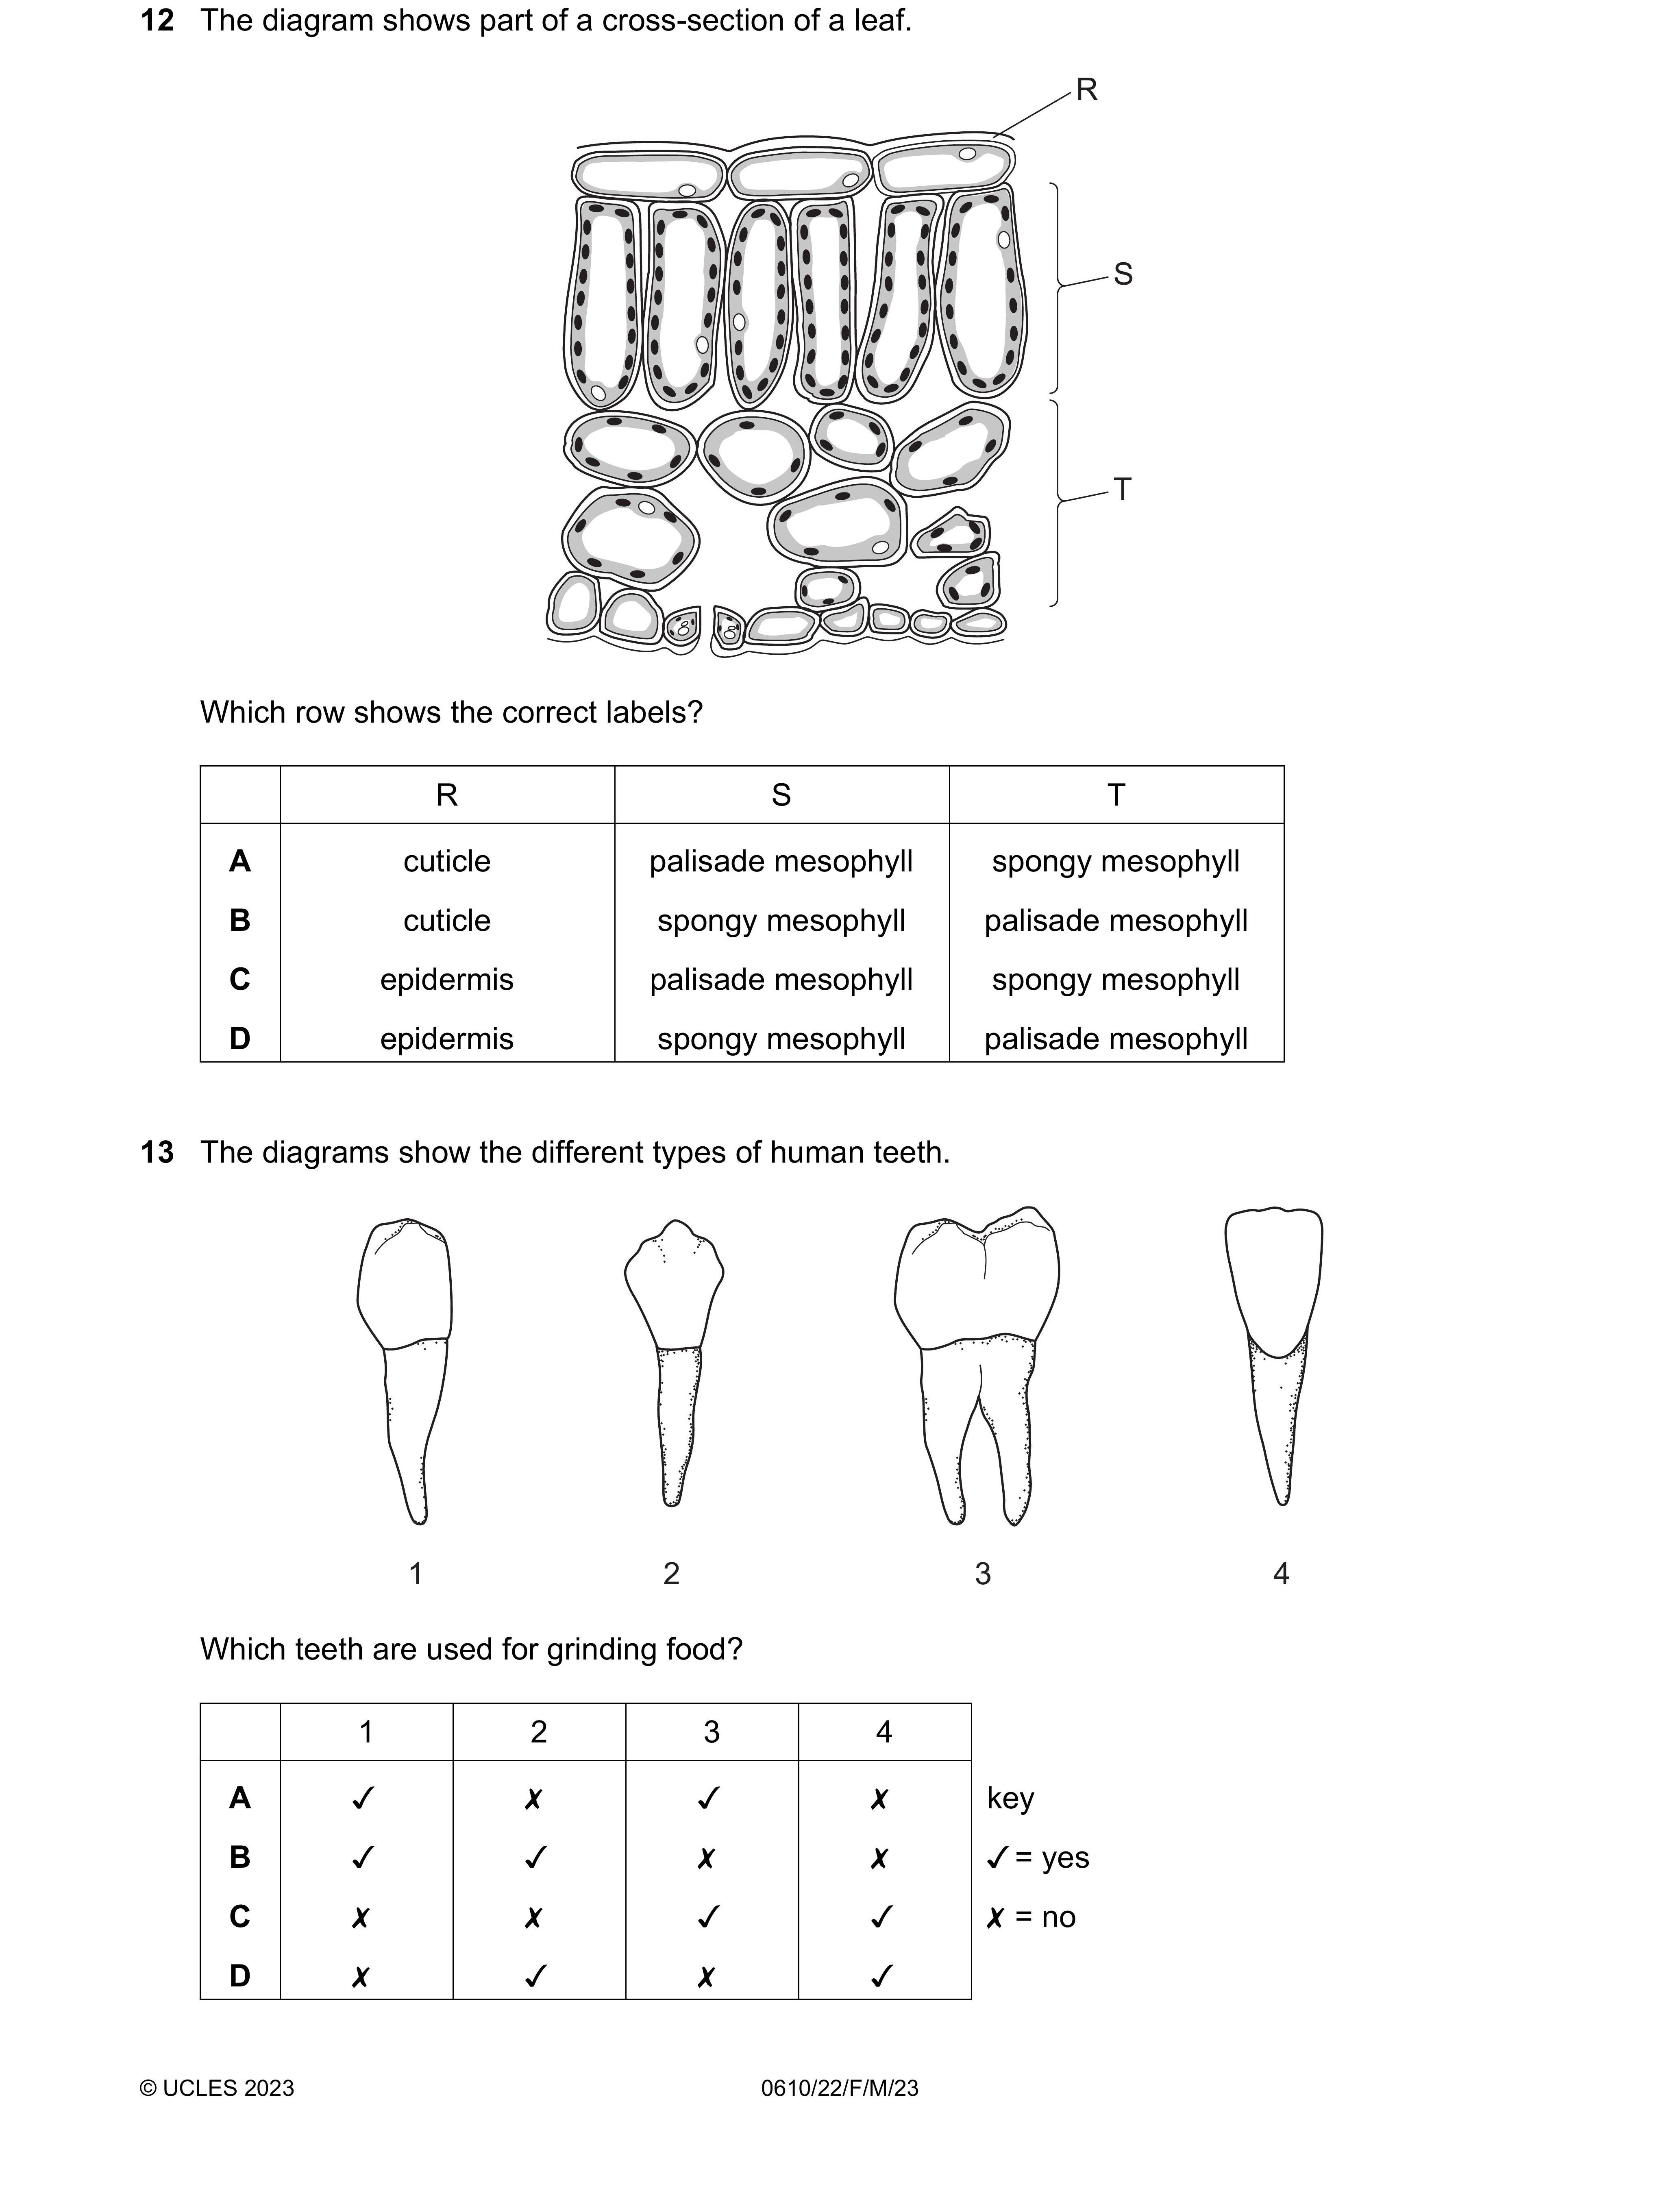 12 The diagram shows part of a cross-section of a leaf.
R
S
T
Which row shows the correct labels?
R S T
A cuticle palisade mesophyll spongy mesophyll
B cuticle spongy mesophyll palisade mesophyll
C epidermis palisade mesophyll spongy mesophyll
D epidermis spongy mesophyll palisade mesophyll
13 The diagrams show the different types of human teeth.
1 2 3 4
Which teeth are used for grinding food?
1 2 3 4
A ✓ ✗ ✓ ✗ key
B ✓ ✓ ✗ ✗ ✓ = yes
C ✗ ✗ ✓ ✓ ✗ = no
D ✗ ✓ ✗ ✓
© UCLES 2023 0610/22/F/M/23